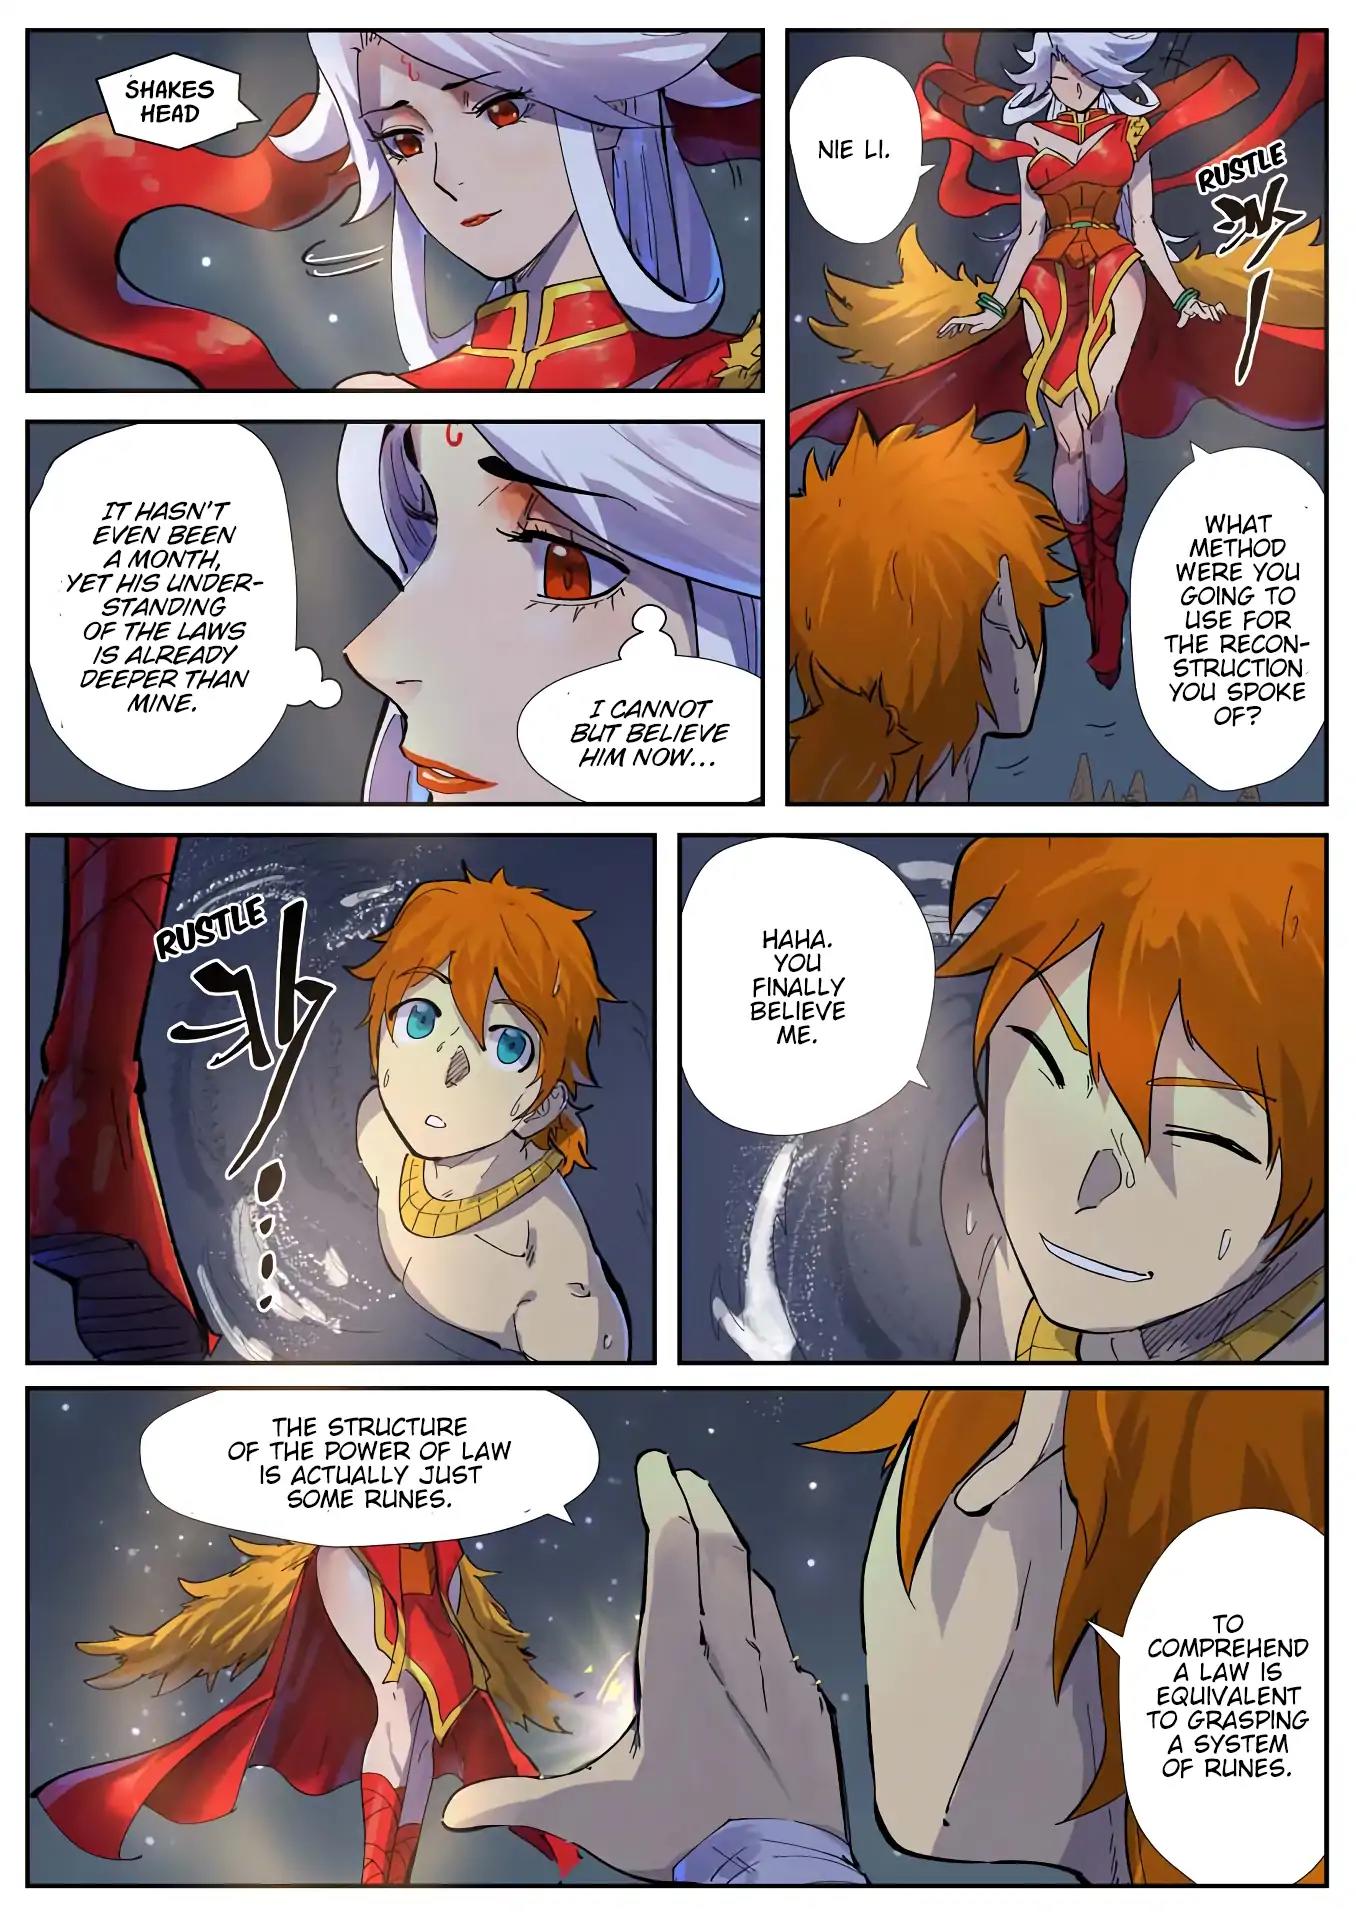 SHAKES
HEAD
IT HASN'T
EVEN BEEN
A MONTH,
YET HIS UNDER-
STANDING
OF THE LAWS
IS ALREADY
DEEPER THAN
MINE.
I CANNOT
BUT BELIEVE
HIM NOW...
NIE LI.
RUSTLE
WHAT
METHOD
WERE YOU
GOING TO
USE FOR
THE RECON-
STRUCTION
YOU SPOKE
OF?
RUSTLE
HAHA.
YOU
FINALLY
BELIEVE
ME.
THE STRUCTURE
OF THE POWER OF LAW
IS ACTUALLY JUST
SOME RUNES.
TO
COMPREHEND
A LAW IS
EQUIVALENT
TO GRASPING
A SYSTEM
OF RUNES.